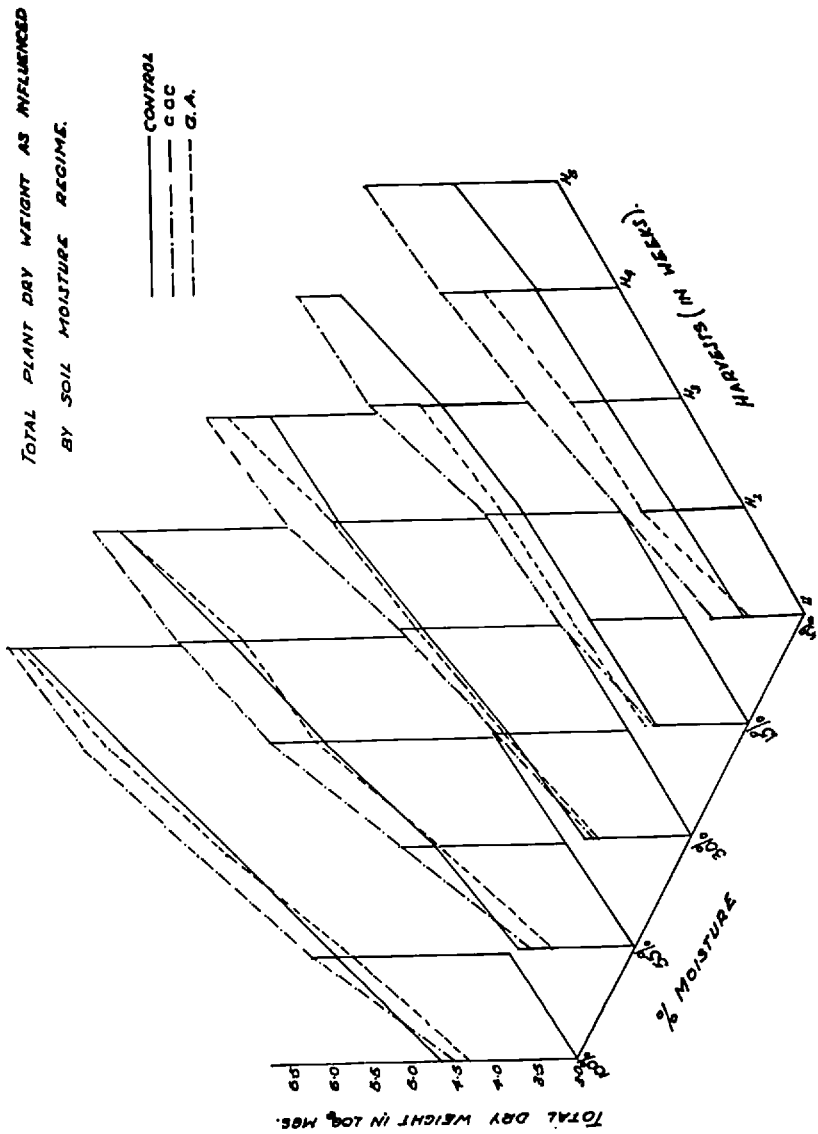 TOTAL PLANT DRY WEIGHT AS INFLUENCED
BY SOIL MOISTURE REGIME.
CONTROL
CCC
G.A.
6.5
6.0
5.5
5.0
4.5
4.0
3.5
3.0
TOTAL DRY WEIGHT IN LOG MGS.
100%
55%
30%
15%
% MOISTURE
H2
H3
H4
H5
HARVESTS (IN WEEKS).